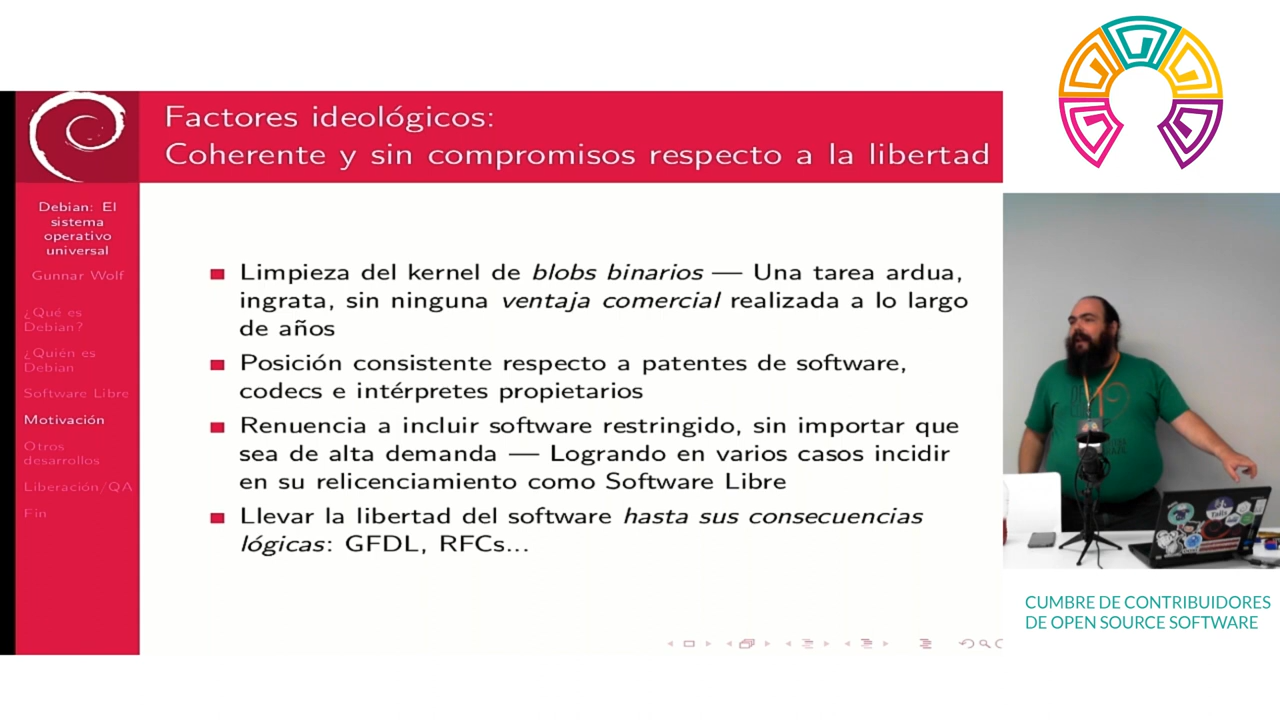 Factores ideológicos:
Coherente y sin compromisos respecto a la libertad
Debian: El
sistema
operativo
universal
Gunnar Wolf
¿Qué es
Debian?
¿Quién es
Debian
Software Libre
Motivación
Otros
desarrollos
Liberación/QA
Fin
Limpieza del kernel de blobs binarios — Una tarea ardua,
ingrata, sin ninguna ventaja comercial realizada a lo largo
de años
Posición consistente respecto a patentes de software,
codecs e intérpretes propietarios
Renuencia a incluir software restringido, sin importar que
sea de alta demanda — Logrando en varios casos incidir
en su relicenciamiento como Software Libre
Llevar la libertad del software hasta sus consecuencias
lógicas: GFDL, RFCs...
Tails
CUMBRE DE CONTRIBUIDORES
DE OPEN SOURCE SOFTWARE